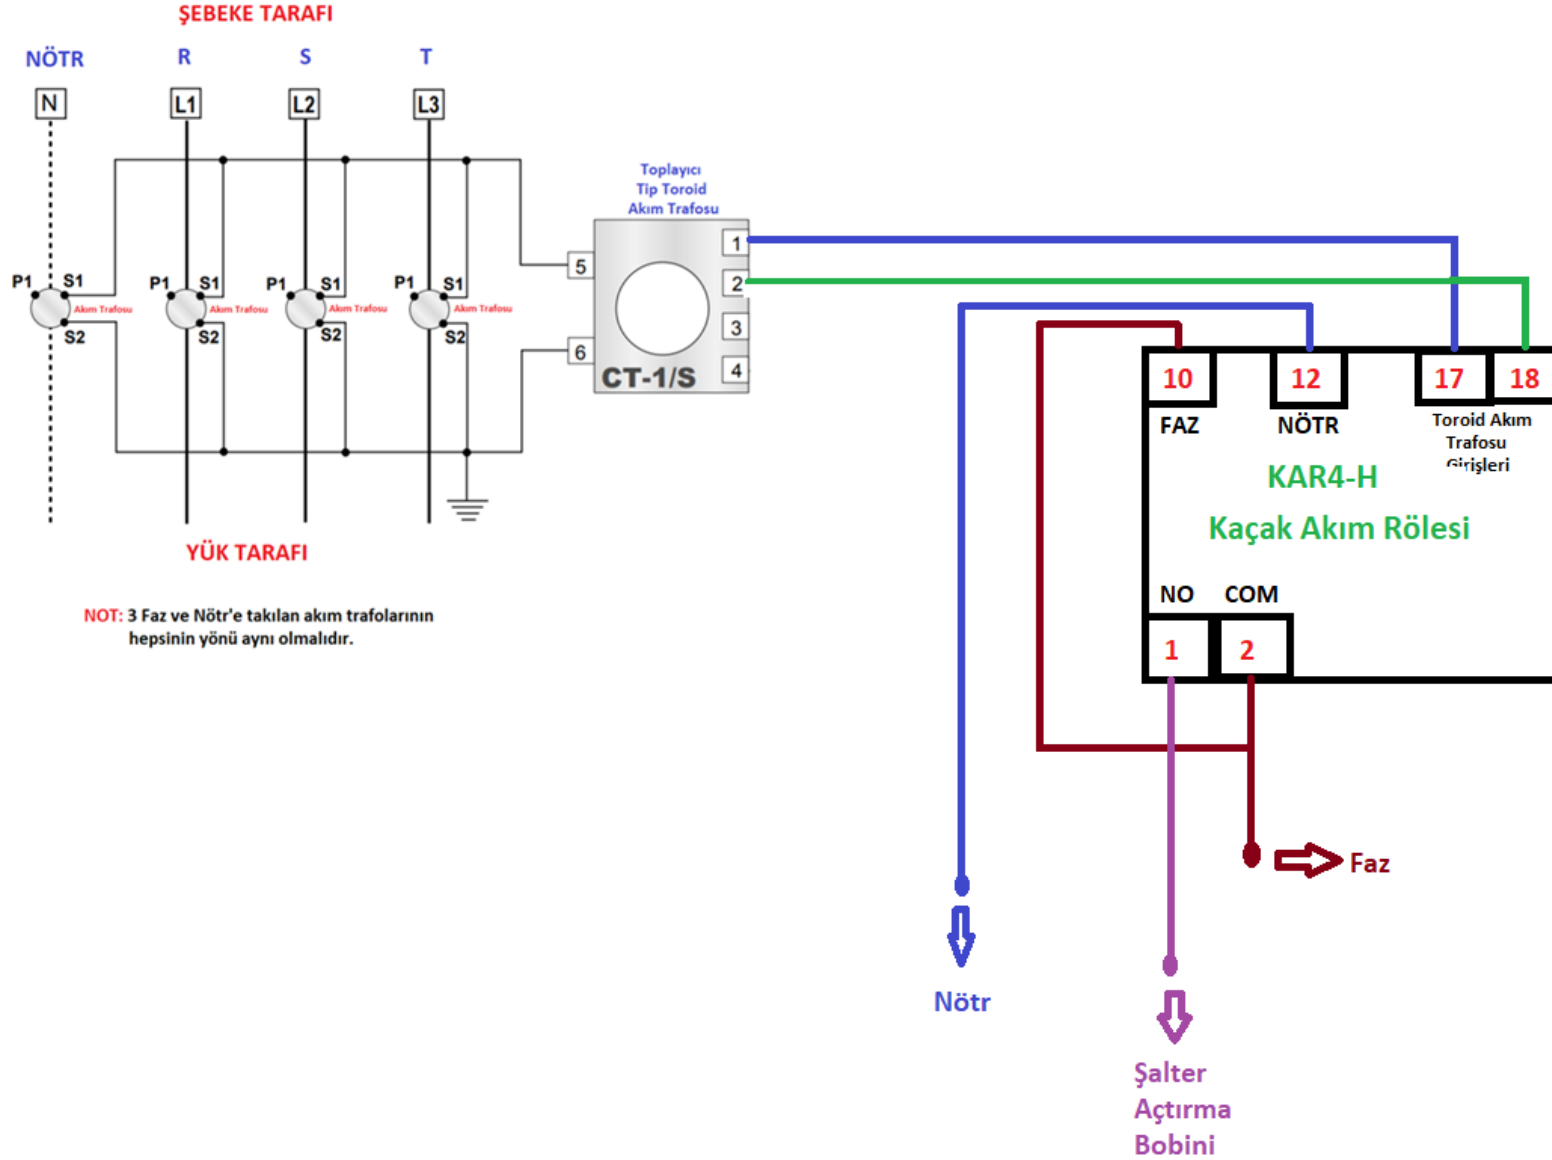 ŞEBEKE TARAFI
NÖTR R S T
N L1 L2 L3
Toplayıcı
Tip Toroid
Akım Trafosu
1
5
2
P1 S1 P1 S1 P1 S1 P1 S1
Akım Trafosu Akım Trafosu Akım Trafosu Akım Trafosu
S2 S2 S2 S2
3
6
4
CT-1/S
10 12 17 18
FAZ NÖTR
Toroid Akım
Trafosu
Girişleri
KAR4-H
Kaçak Akım Rölesi
YÜK TARAFI
NO COM
1 2
NOT: 3 Faz ve Nötr'e takılan akım trafolarının
hepsinin yönü aynı olmalıdır.
Faz
Nötr
Şalter
Açtırma
Bobini